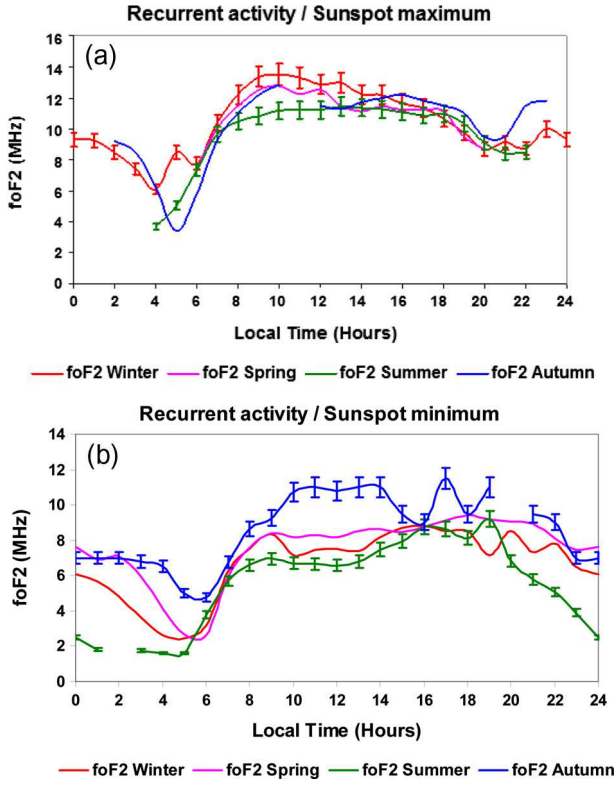 Recurrent activity / Sunspot maximum
(a)
foF2 (MHz)
16
14
12
10
8
6
4
2
0
0 2 4 6 8 10 12 14 16 18 20 22 24
Local Time (Hours)
foF2 Winter foF2 Spring foF2 Summer foF2 Autumn
Recurrent activity / Sunspot minimum
(b)
foF2 (MHz)
14
12
10
8
6
4
2
0
0 2 4 6 8 10 12 14 16 18 20 22 24
Local Time (Hours)
foF2 Winter foF2 Spring foF2 Summer foF2 Autumn